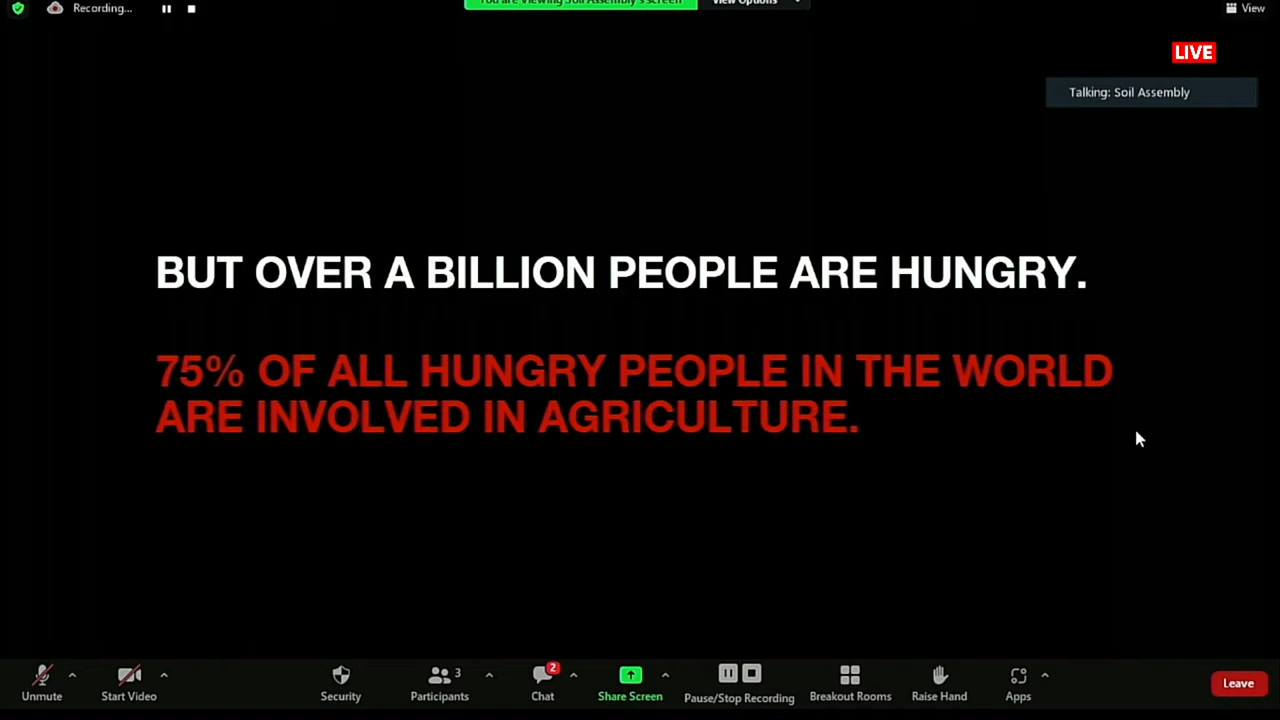 Recording...
You are viewing Soil Assembly's screen
View Options
View
LIVE
Talking: Soil Assembly
BUT OVER A BILLION PEOPLE ARE HUNGRY.
75% OF ALL HUNGRY PEOPLE IN THE WORLD
ARE INVOLVED IN AGRICULTURE.
Unmute
Start Video
Security
3
Participants
2
Chat
Share Screen
Pause/Stop Recording
Breakout Rooms
Raise Hand
Apps
Leave